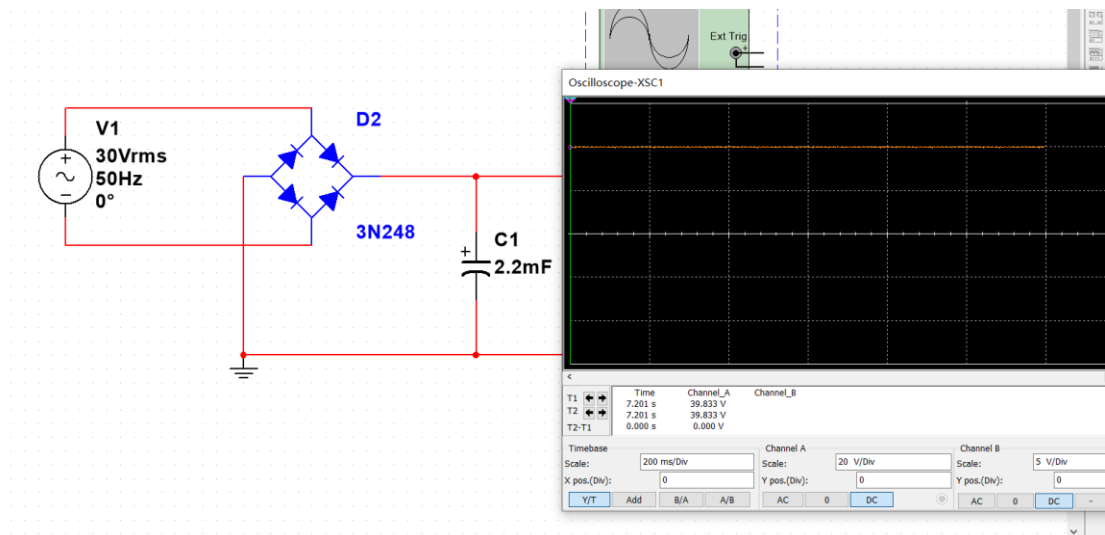 Ext Trig
+
V1
30Vrms
50Hz
0°
D2
3N248
C1
2.2mF
Oscilloscope-XSC1
Time Channel_A Channel_B
T1 7.201 s 39.833 V
T2 7.201 s 39.833 V
T2-T1 0.000 s 0.000 V
Timebase Channel A Channel B
Scale: 200 ms/Div Scale: 20 V/Div Scale: 5 V/Div
X pos.(Div): 0 Y pos.(Div): 0 Y pos.(Div): 0
Y/T Add B/A A/B AC 0 DC AC 0 DC -